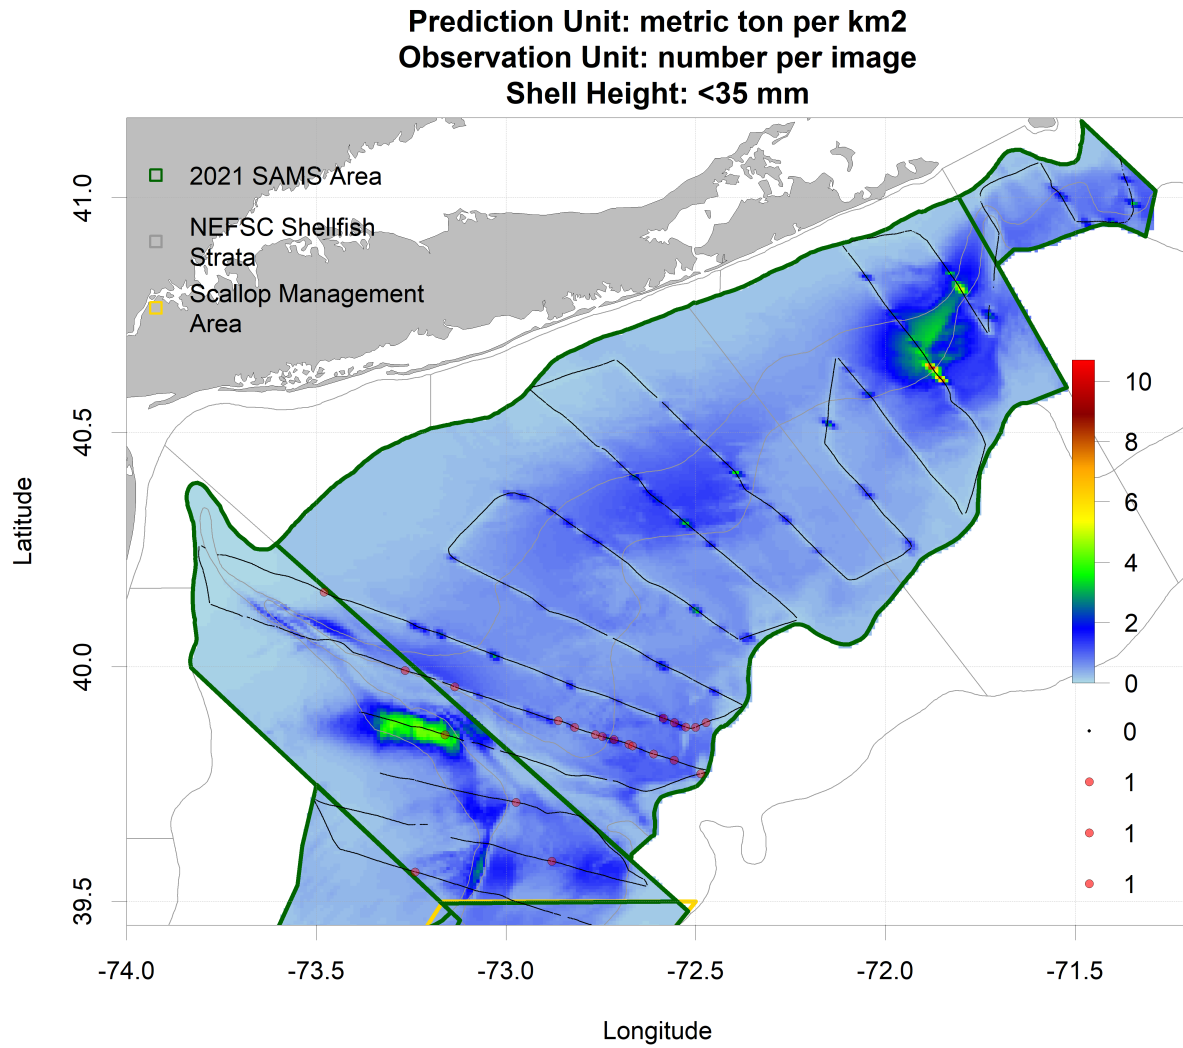 Prediction Unit: metric ton per km2
Observation Unit: number per image
Shell Height: <35 mm
2021 SAMS Area
NEFSC Shellfish
Strata
Scallop Management
Area
41.0
40.5
40.0
39.5
Latitude
10
8
6
4
2
0
0
1
1
1
-74.0
-73.5
-73.0
-72.5
-72.0
-71.5
Longitude